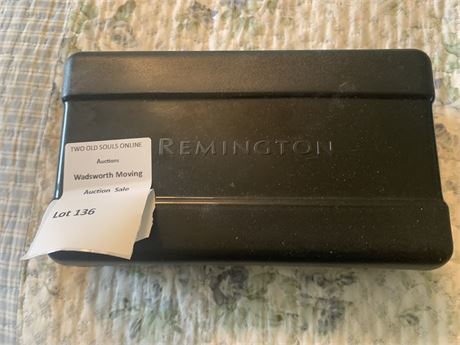 REMINGTON
TWO OLD SOULS ONLINE
Auctions
Wadsworth Moving
Auction Sale
Lot 136